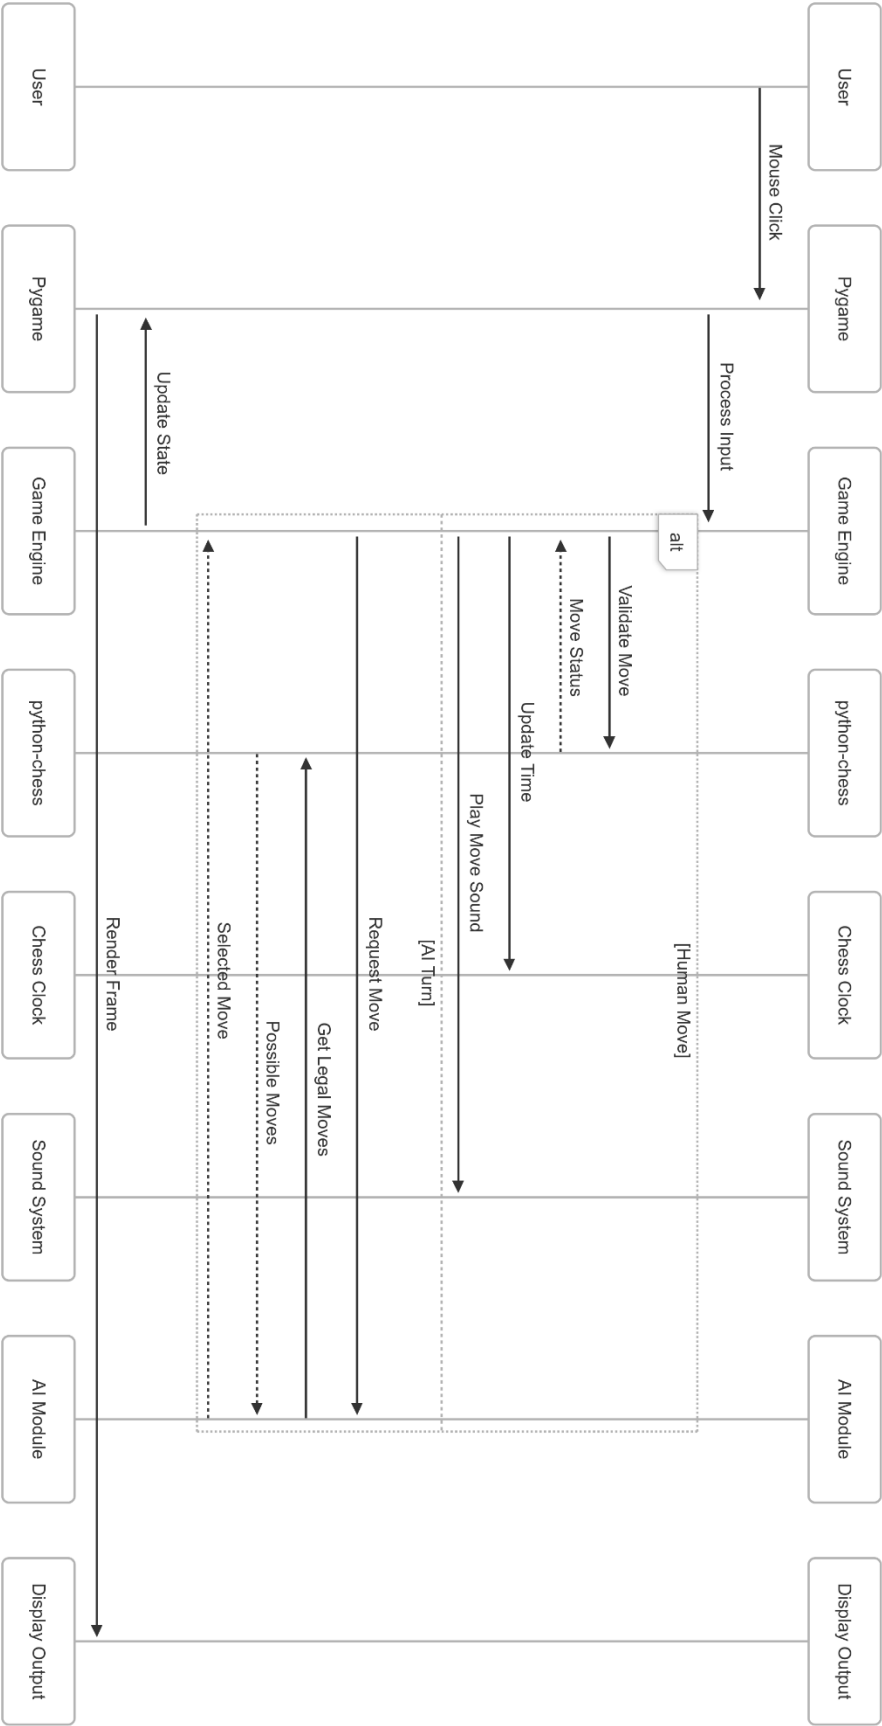 User
Pygame
Game Engine
python-chess
Chess Clock
Sound System
AI Module
Display Output
Mouse Click
Process Input
alt
[Human Move]
Validate Move
Move Status
Update Time
Play Move Sound
[AI Turn]
Request Move
Get Legal Moves
Possible Moves
Selected Move
Update State
Render Frame
User
Pygame
Game Engine
python-chess
Chess Clock
Sound System
AI Module
Display Output